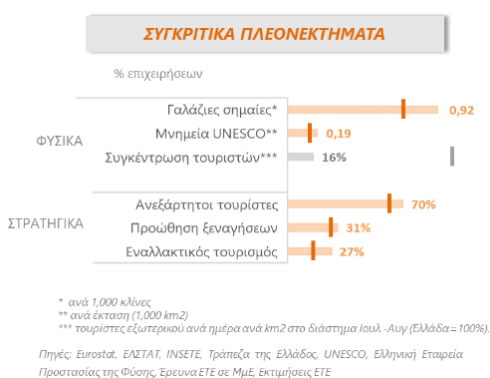 ΣΥΓΚΡΙΤΙΚΑ ΠΛΕΟΝΕΚΤΗΜΑΤΑ
% επιχειρήσεων
ΦΥΣΙΚΑ
Γαλάζιες σημαίες* 0,92
Μνημεία UNESCO** 0,19
Συγκέντρωση τουριστών*** 16%
ΣΤΡΑΤΗΓΙΚΑ
Ανεξάρτητοι τουρίστες 70%
Προώθηση ξεναγήσεων 31%
Εναλλακτικός τουρισμός 27%
* ανά 1,000 κλίνες
** ανά έκταση (1,000 km2)
*** τουρίστες εξωτερικού ανά ημέρα ανά km2 στο διάστημα Ιουλ.-Αυγ (Ελλάδα=100%).
Πηγές: Eurostat, ΕΛΣΤΑΤ, INSETE, Τράπεζα της Ελλάδος, UNESCO, Ελληνική Εταιρεία
Προστασίας της Φύσης, Έρευνα ΕΤΕ σε ΜμΕ, Εκτιμήσεις ΕΤΕ